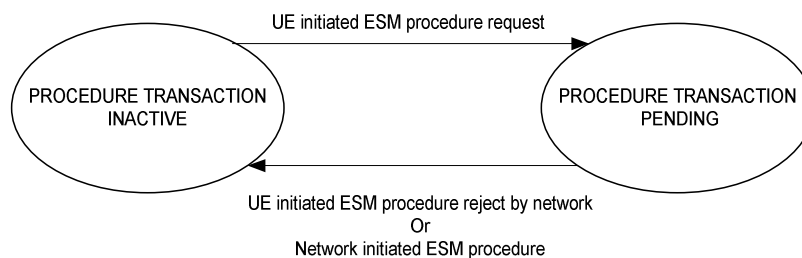 UE initiated ESM procedure request
PROCEDURE TRANSACTION
INACTIVE
PROCEDURE TRANSACTION
PENDING
UE initiated ESM procedure reject by network
Or
Network initiated ESM procedure